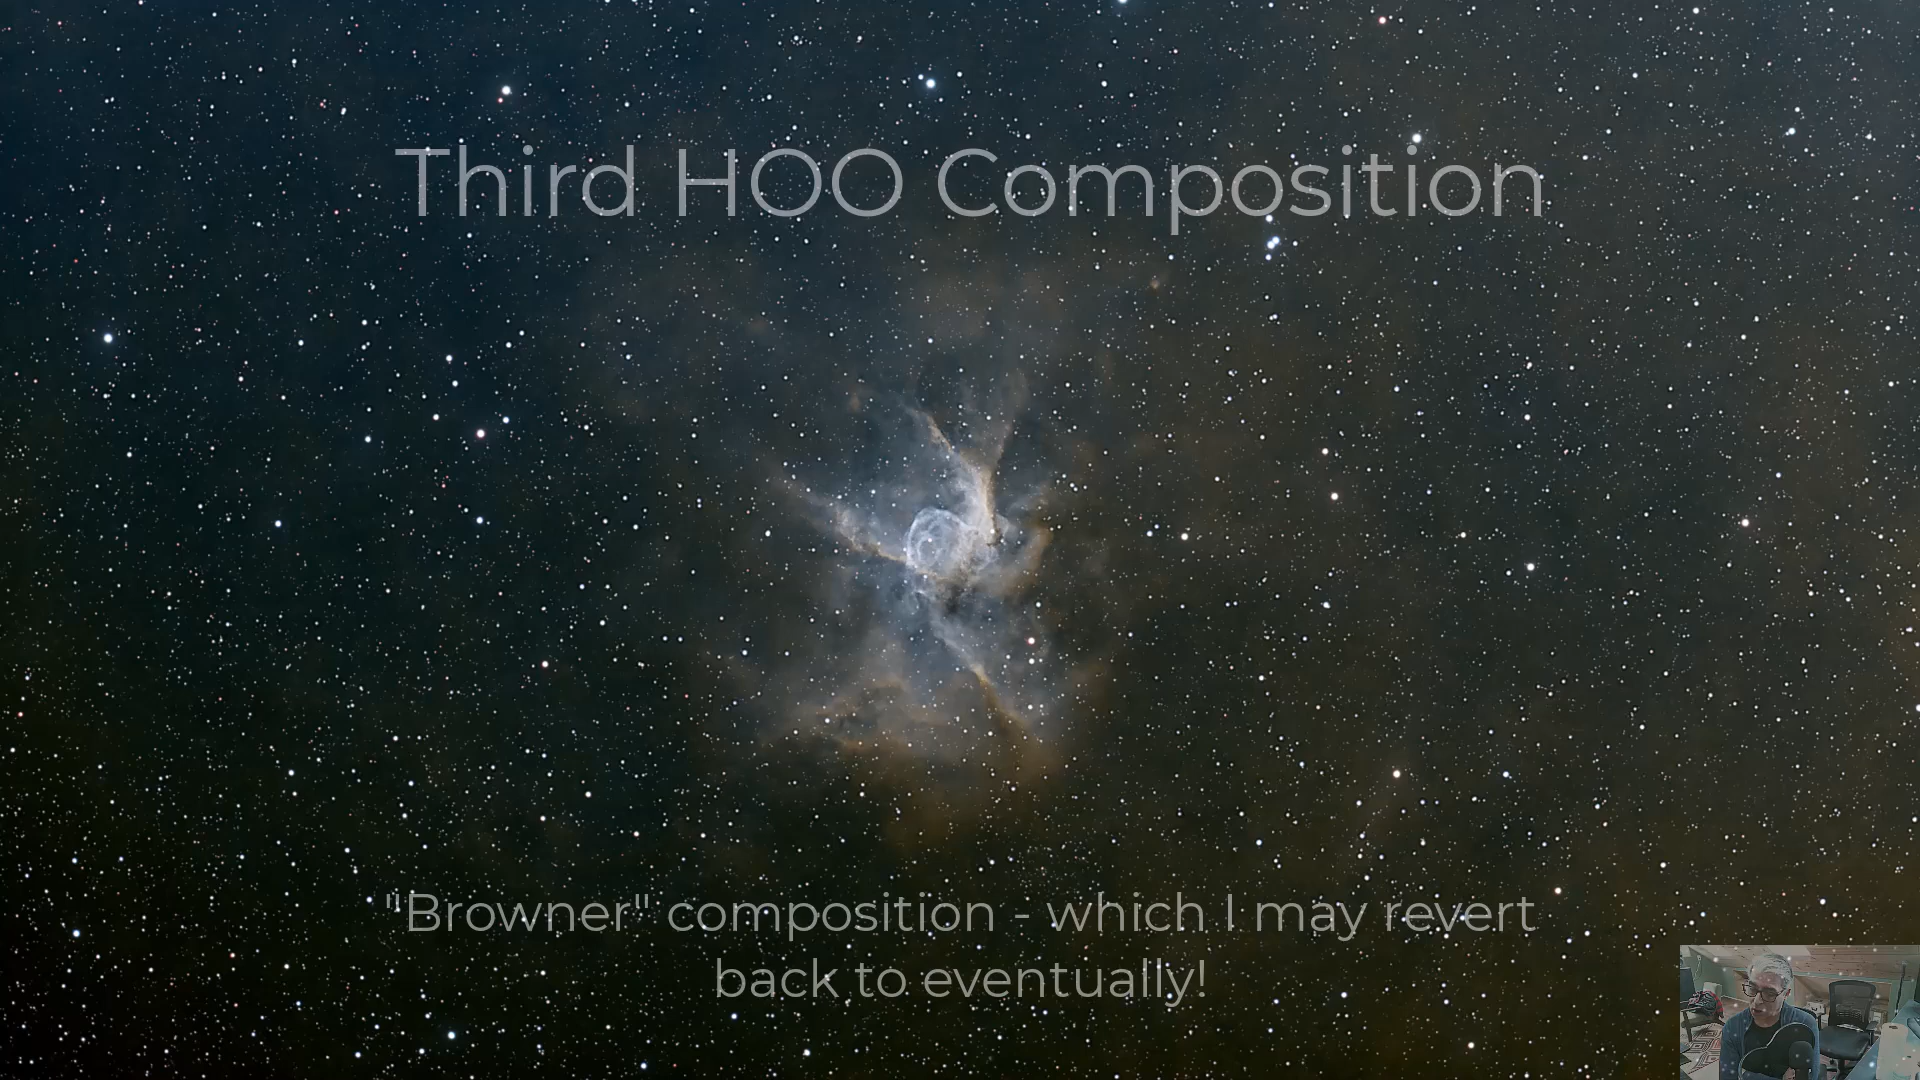 Third HOO Composition
"Browner" composition - which I may revert
back to eventually!